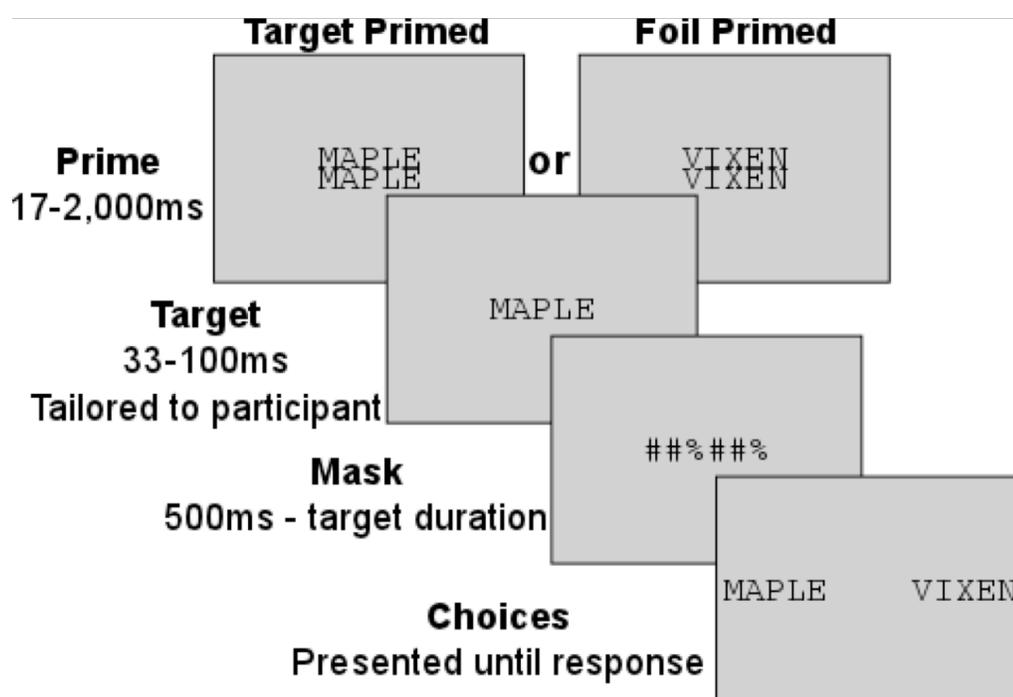 Target Primed
Foil Primed
Prime
17-2,000ms
MAPLE
MAPLE
or
VIXEN
VIXEN
Target
33-100ms
Tailored to participant
MAPLE
Mask
500ms - target duration
##%##%
Choices
Presented until response
MAPLE VIXEN